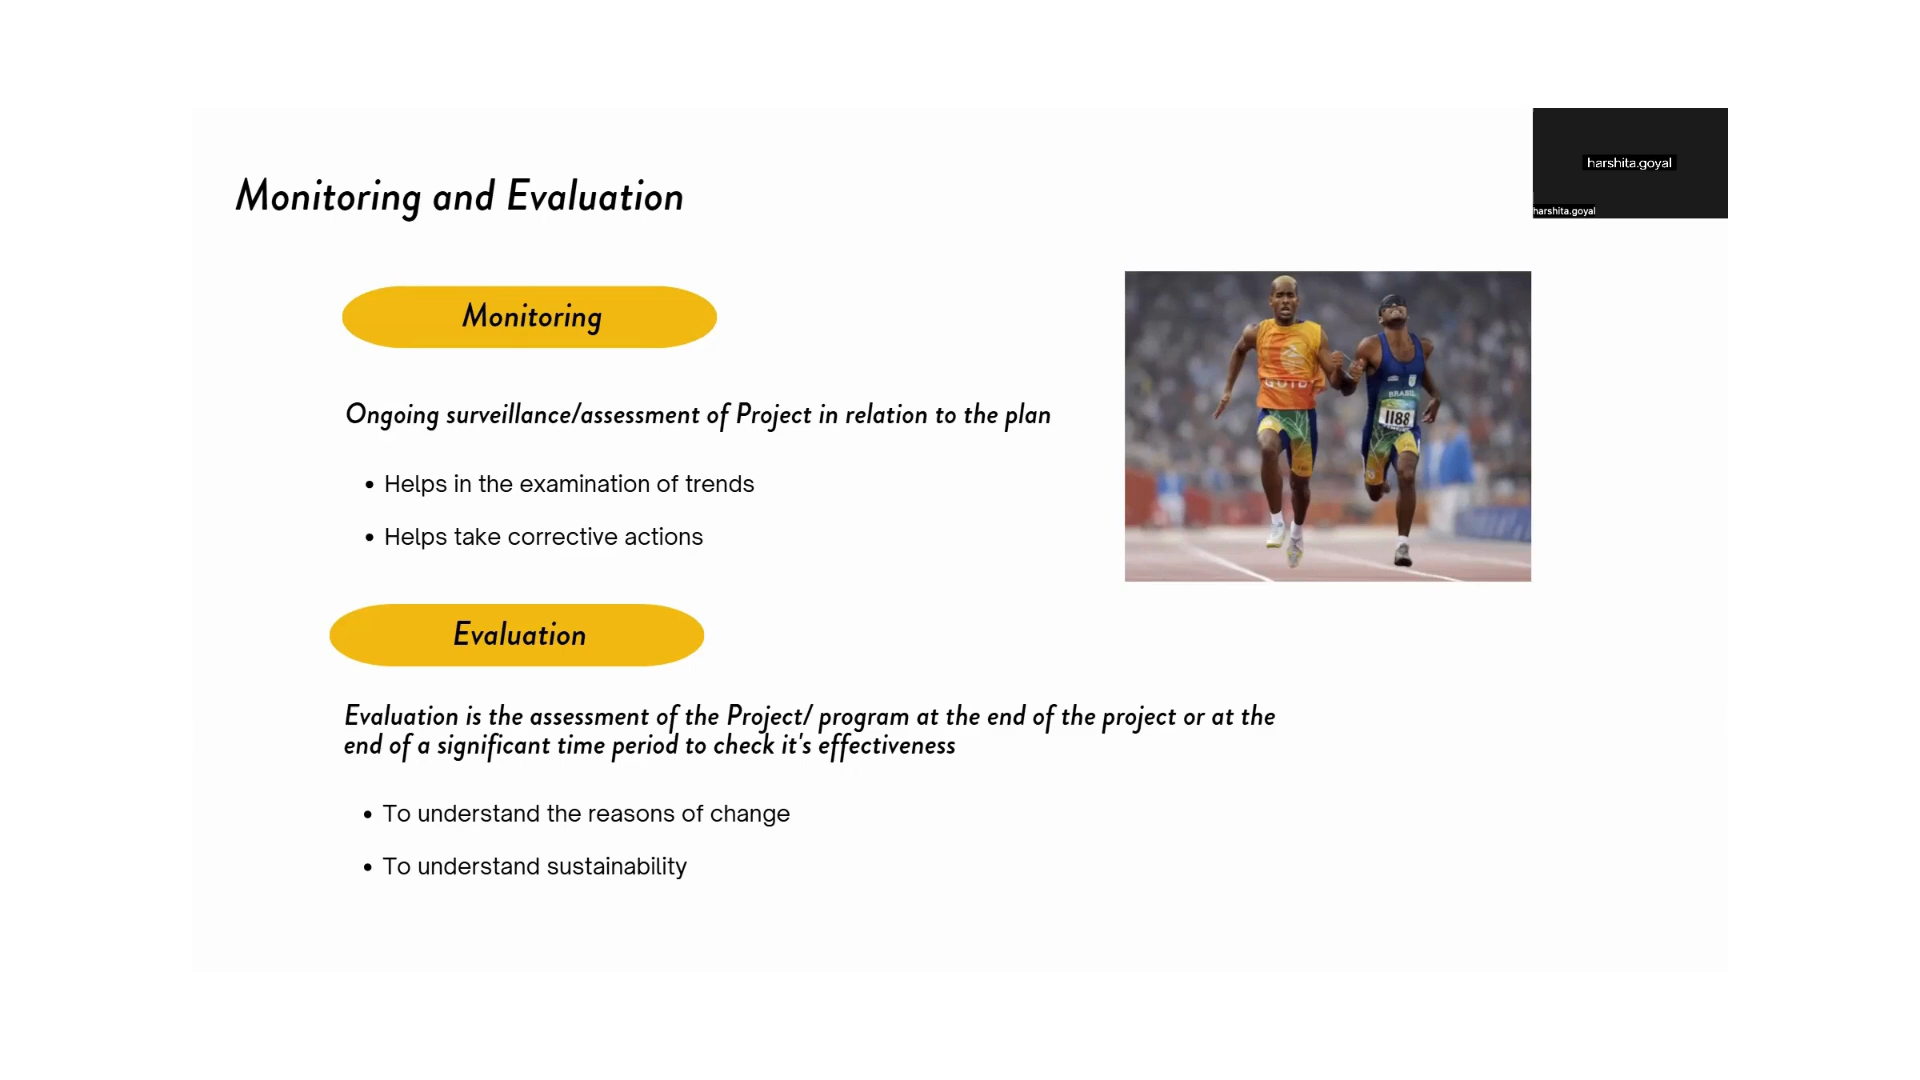 harshita.goyal
harshita.goyal
Monitoring and Evaluation
Monitoring
Ongoing surveillance/assessment of Project in relation to the plan
• Helps in the examination of trends
• Helps take corrective actions
BRASIL
1188
Evaluation
Evaluation is the assessment of the Project/ program at the end of the project or at the
end of a significant time period to check it's effectiveness
• To understand the reasons of change
• To understand sustainability